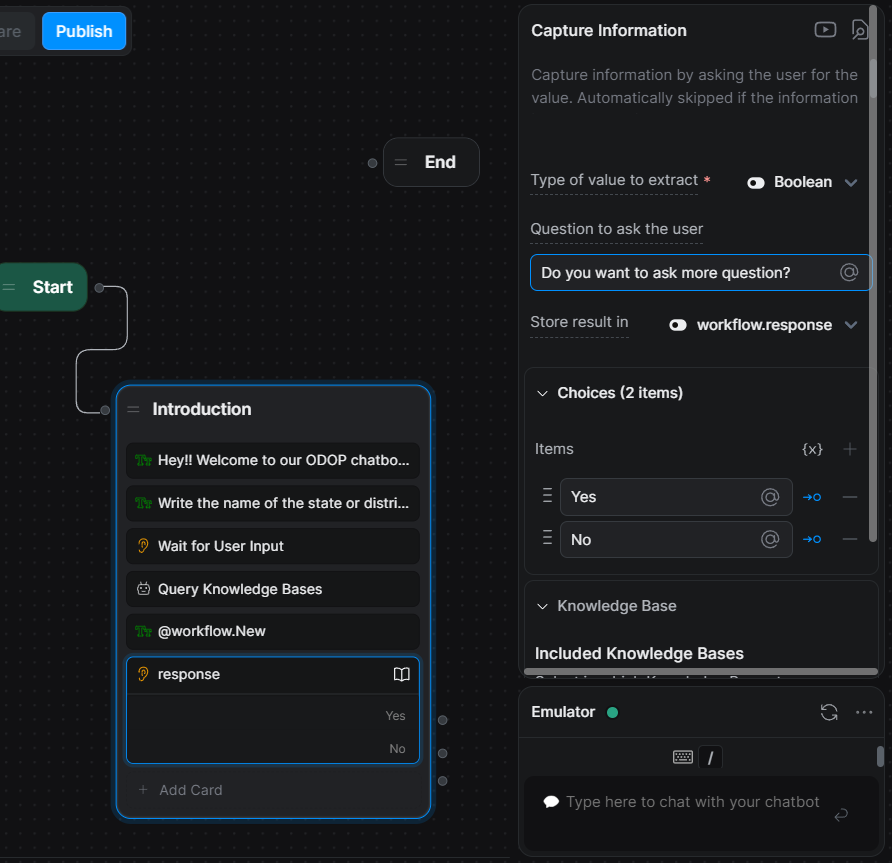 are
Publish
End
Start
Introduction
Hey!! Welcome to our ODOP chatbo...
Write the name of the state or distri...
Wait for User Input
Query Knowledge Bases
@workflow.New
response
Yes
No
+ Add Card
Capture Information
Capture information by asking the user for the
value. Automatically skipped if the information
Type of value to extract *
Boolean
Question to ask the user
Do you want to ask more question? @
Store result in
workflow.response
Choices (2 items)
Items
{x} +
Yes @
No @
Knowledge Base
Included Knowledge Bases
Emulator
/
Type here to chat with your chatbot